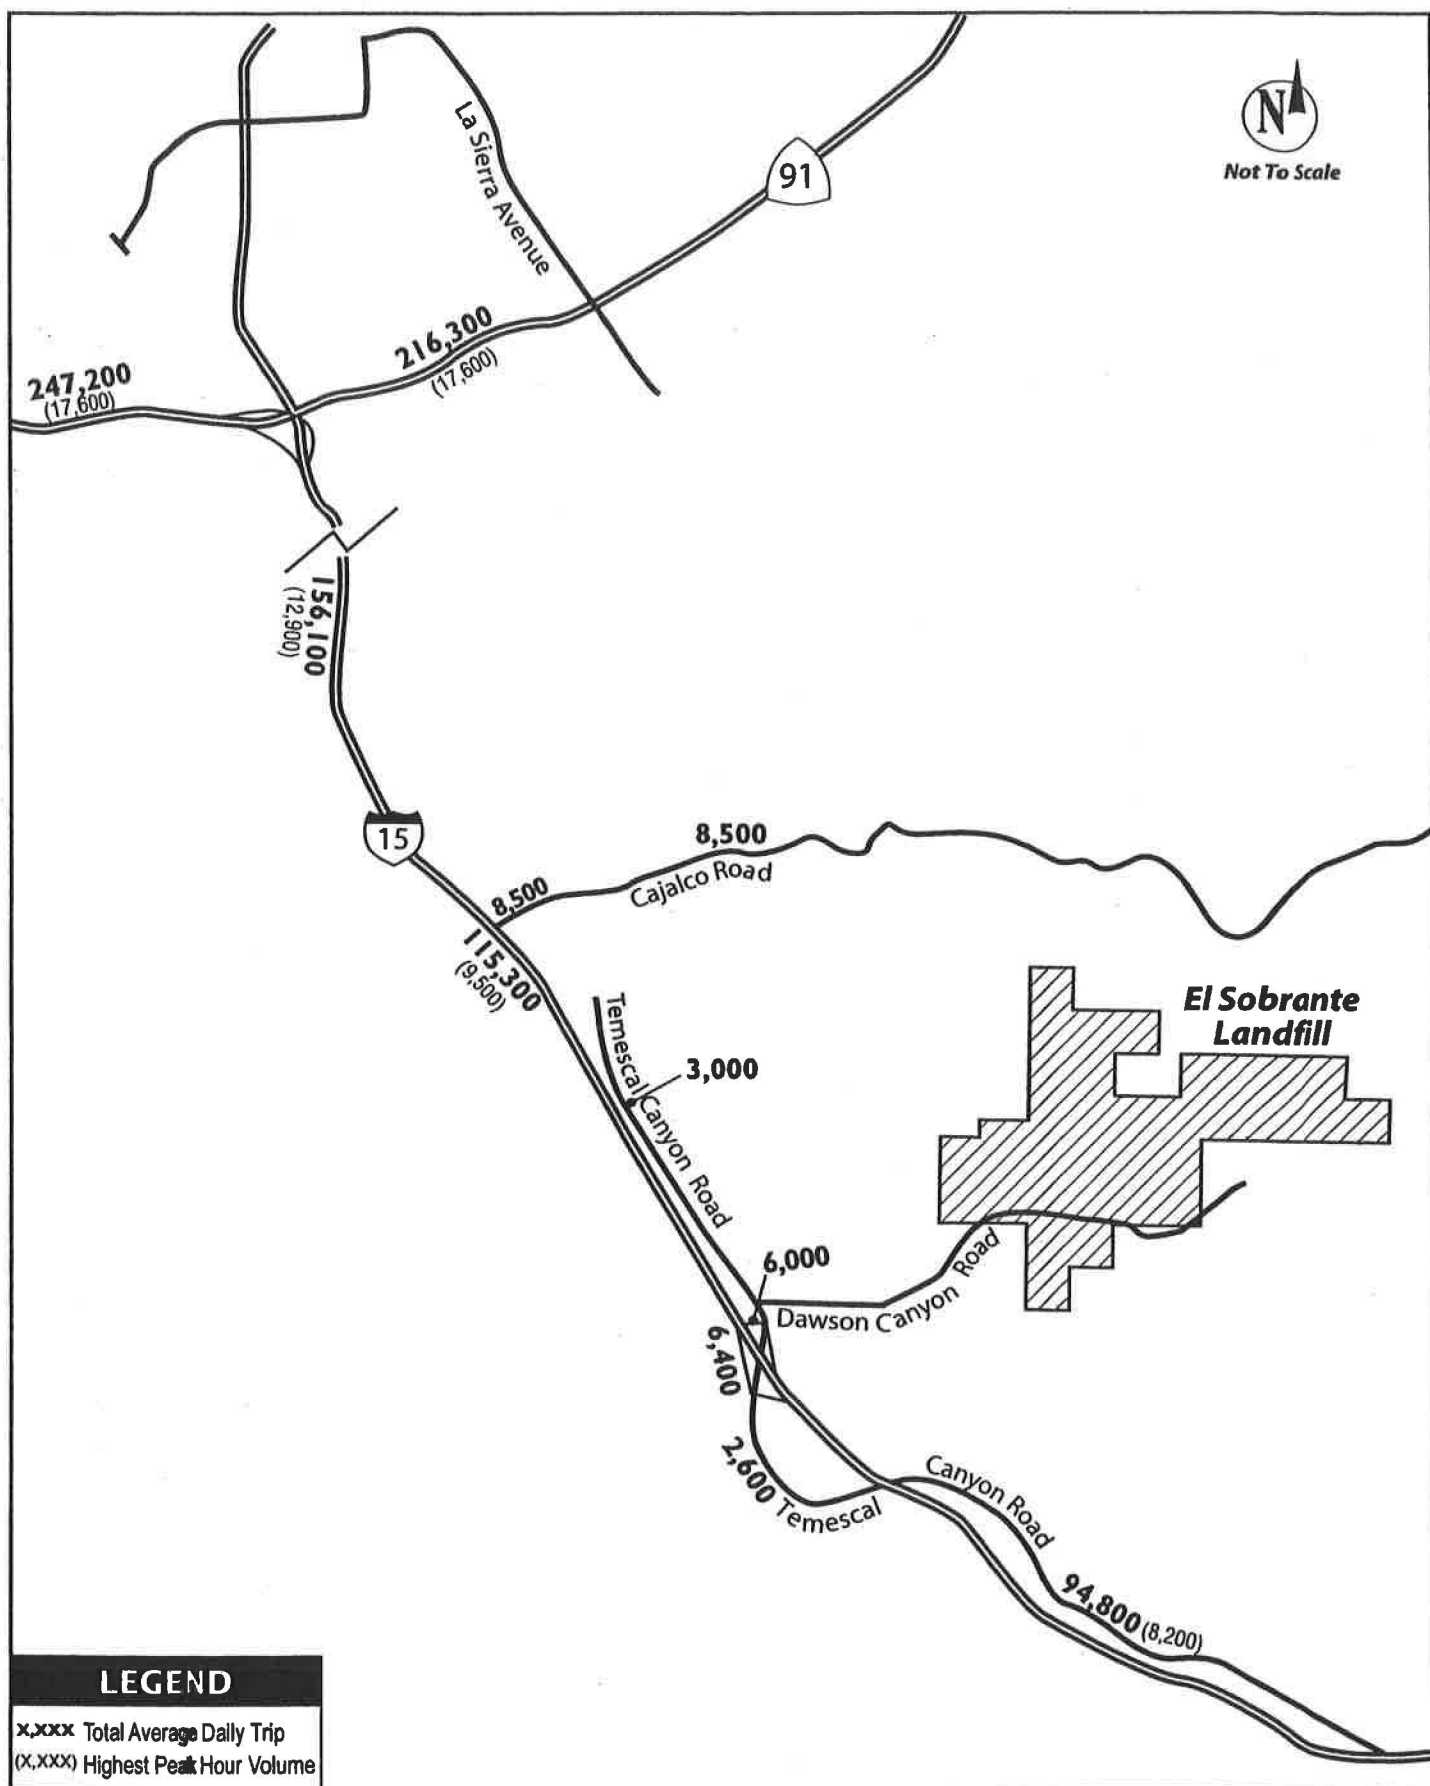 N
Not To Scale
La Sierra Avenue
91
216,300
(17,600)
247,200
(17,600)
156,100
(12,900)
15
8,500
8,500
Cajalco Road
115,300
(9,500)
El Sobrante
Landfill
Temescal Canyon Road
3,000
6,000
Dawson Canyon Road
6,400
2,600
Temescal Canyon Road
94,800 (8,200)
LEGEND
x,xxx Total Average Daily Trip
(X,XXX) Highest Peak Hour Volume